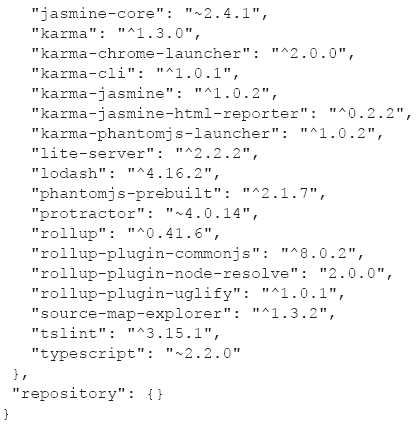 "jasmine-core": "~2.4.1",
"karma": "^1.3.0",
"karma-chrome-launcher": "^2.0.0",
"karma-cli": "^1.0.1",
"karma-jasmine": "^1.0.2",
"karma-jasmine-html-reporter": "^0.2.2",
"karma-phantomjs-launcher": "^1.0.2",
"lite-server": "^2.2.2",
"lodash": "^4.16.2",
"phantomjs-prebuilt": "^2.1.7",
"protractor": "~4.0.14",
"rollup": "^0.41.6",
"rollup-plugin-commonjs": "^8.0.2",
"rollup-plugin-node-resolve": "2.0.0",
"rollup-plugin-uglify": "^1.0.1",
"source-map-explorer": "^1.3.2",
"tslint": "^3.15.1",
"typescript": "~2.2.0"
},
"repository": {}
}